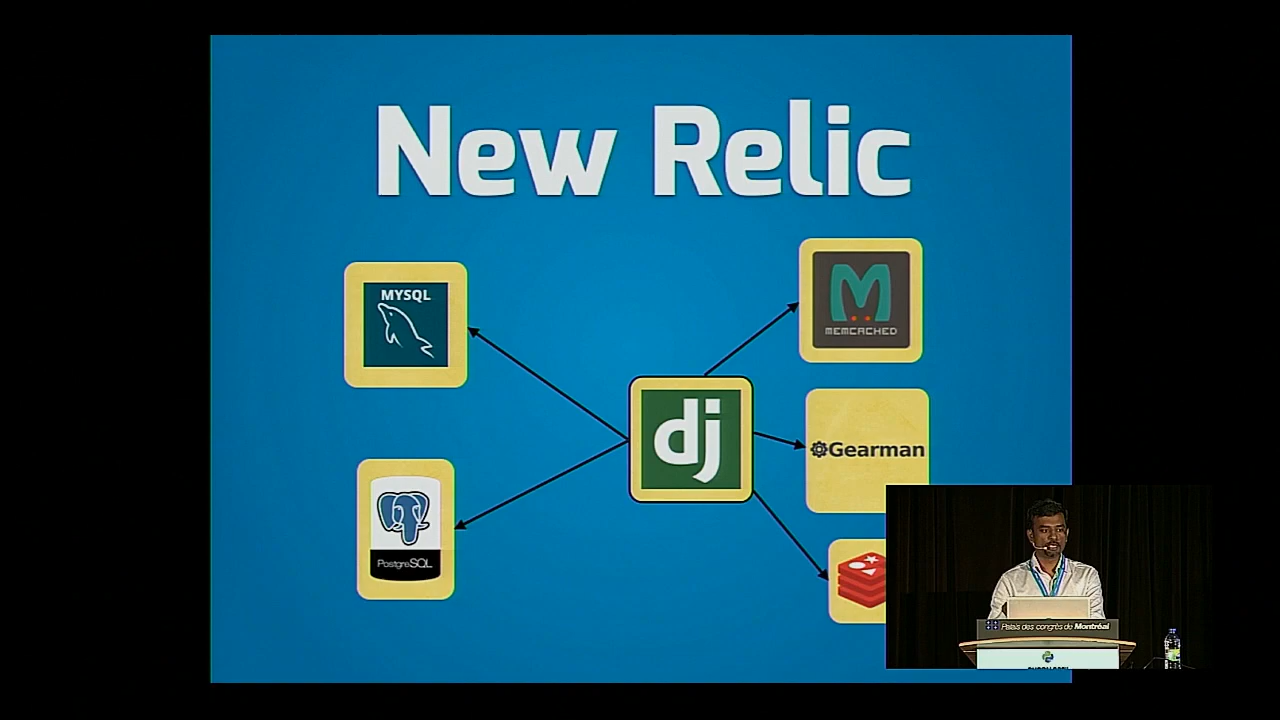 New Relic
MYSQL
MEMCACHED
dj
Gearman
PostgreSQL
Palais des congrès de Montréal